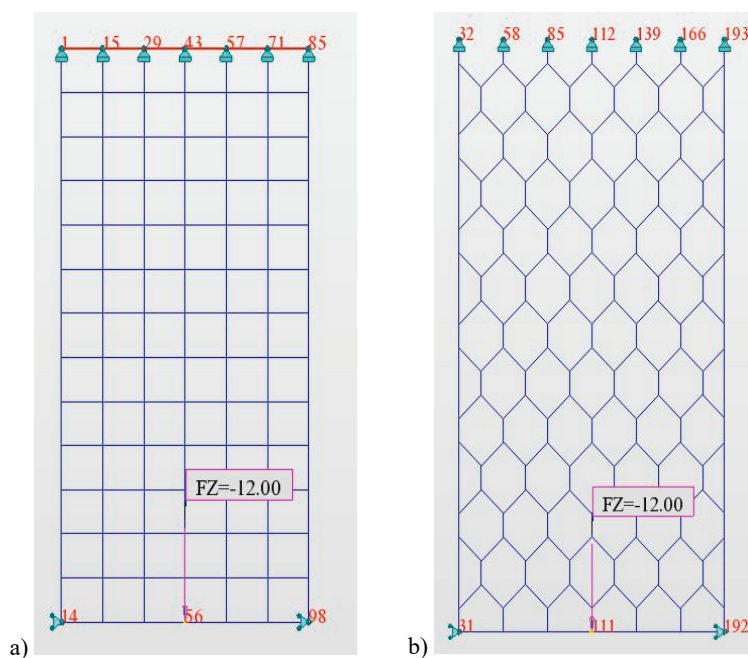 1 15 29 43 57 71 85
FZ=-12.00
14 56 98
a)
32 58 85 112 139 166 193
FZ=-12.00
31 111 192
b)